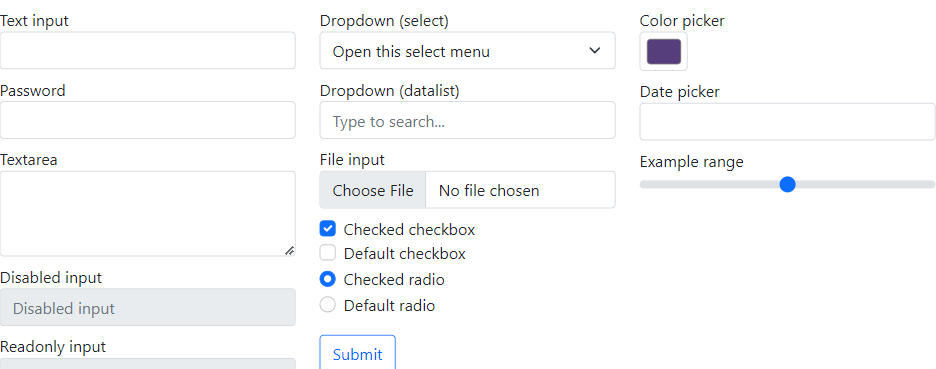 Text input
Password
Textarea
Disabled input
Disabled input
Readonly input
Dropdown (select)
Open this select menu
Dropdown (datalist)
Type to search...
File input
Choose File No file chosen
Checked checkbox
Default checkbox
Checked radio
Default radio
Submit
Color picker
Date picker
Example range